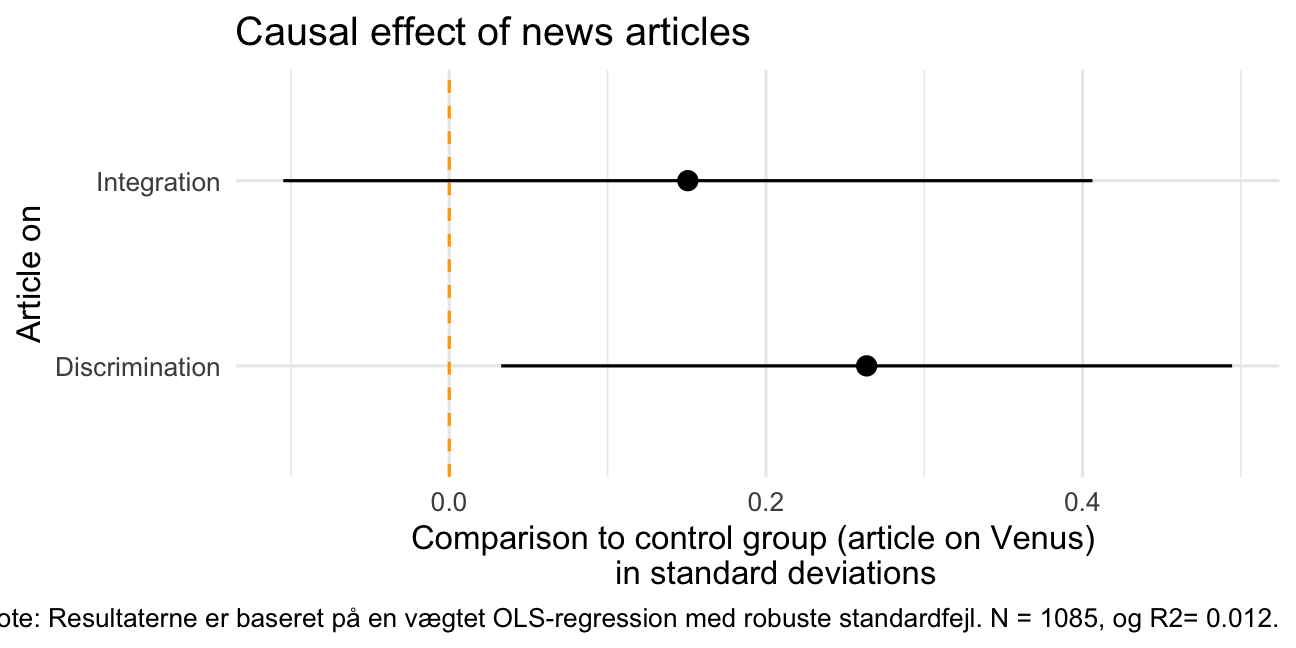 Causal effect of news articles
Article on
Integration
Discrimination
0.0 0.2 0.4
Comparison to control group (article on Venus)
in standard deviations
ote: Resultaterne er baseret på en vægtet OLS-regression med robuste standardfejl. N = 1085, og R2= 0.012.